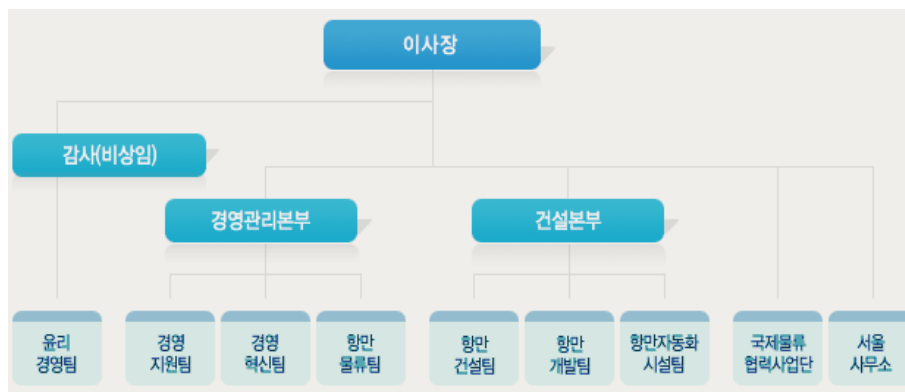 이사장
감사(비상임)
경영관리본부
건설본부
윤리
경영팀
경영
지원팀
경영
혁신팀
항만
물류팀
항만
건설팀
항만
개발팀
항만자동화
시설팀
국제물류
협력사업단
서울
사무소